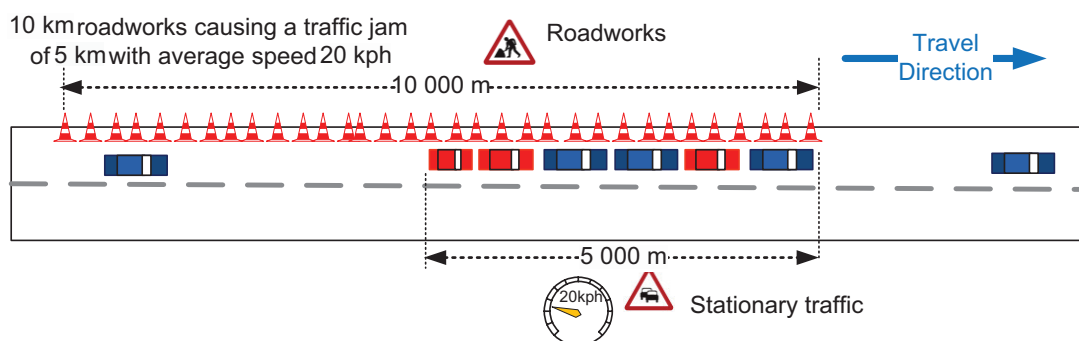 10 km roadworks causing a traffic jam
of 5 km with average speed 20 kph
Roadworks
Travel
Direction
10 000 m
5 000 m
20kph
Stationary traffic